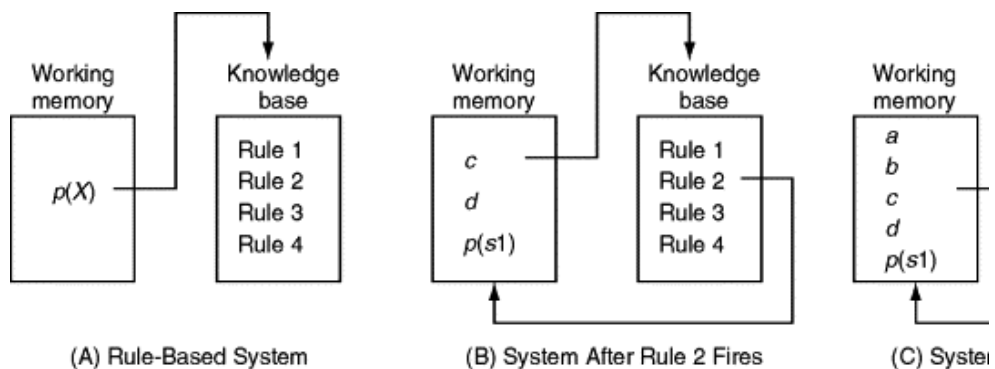 Working
memory
p(X)
Knowledge
base
Rule 1
Rule 2
Rule 3
Rule 4
(A) Rule-Based System
Working
memory
c
d
p(s1)
Knowledge
base
Rule 1
Rule 2
Rule 3
Rule 4
(B) System After Rule 2 Fires
Working
memory
a
b
c
d
p(s1)
(C) Syste